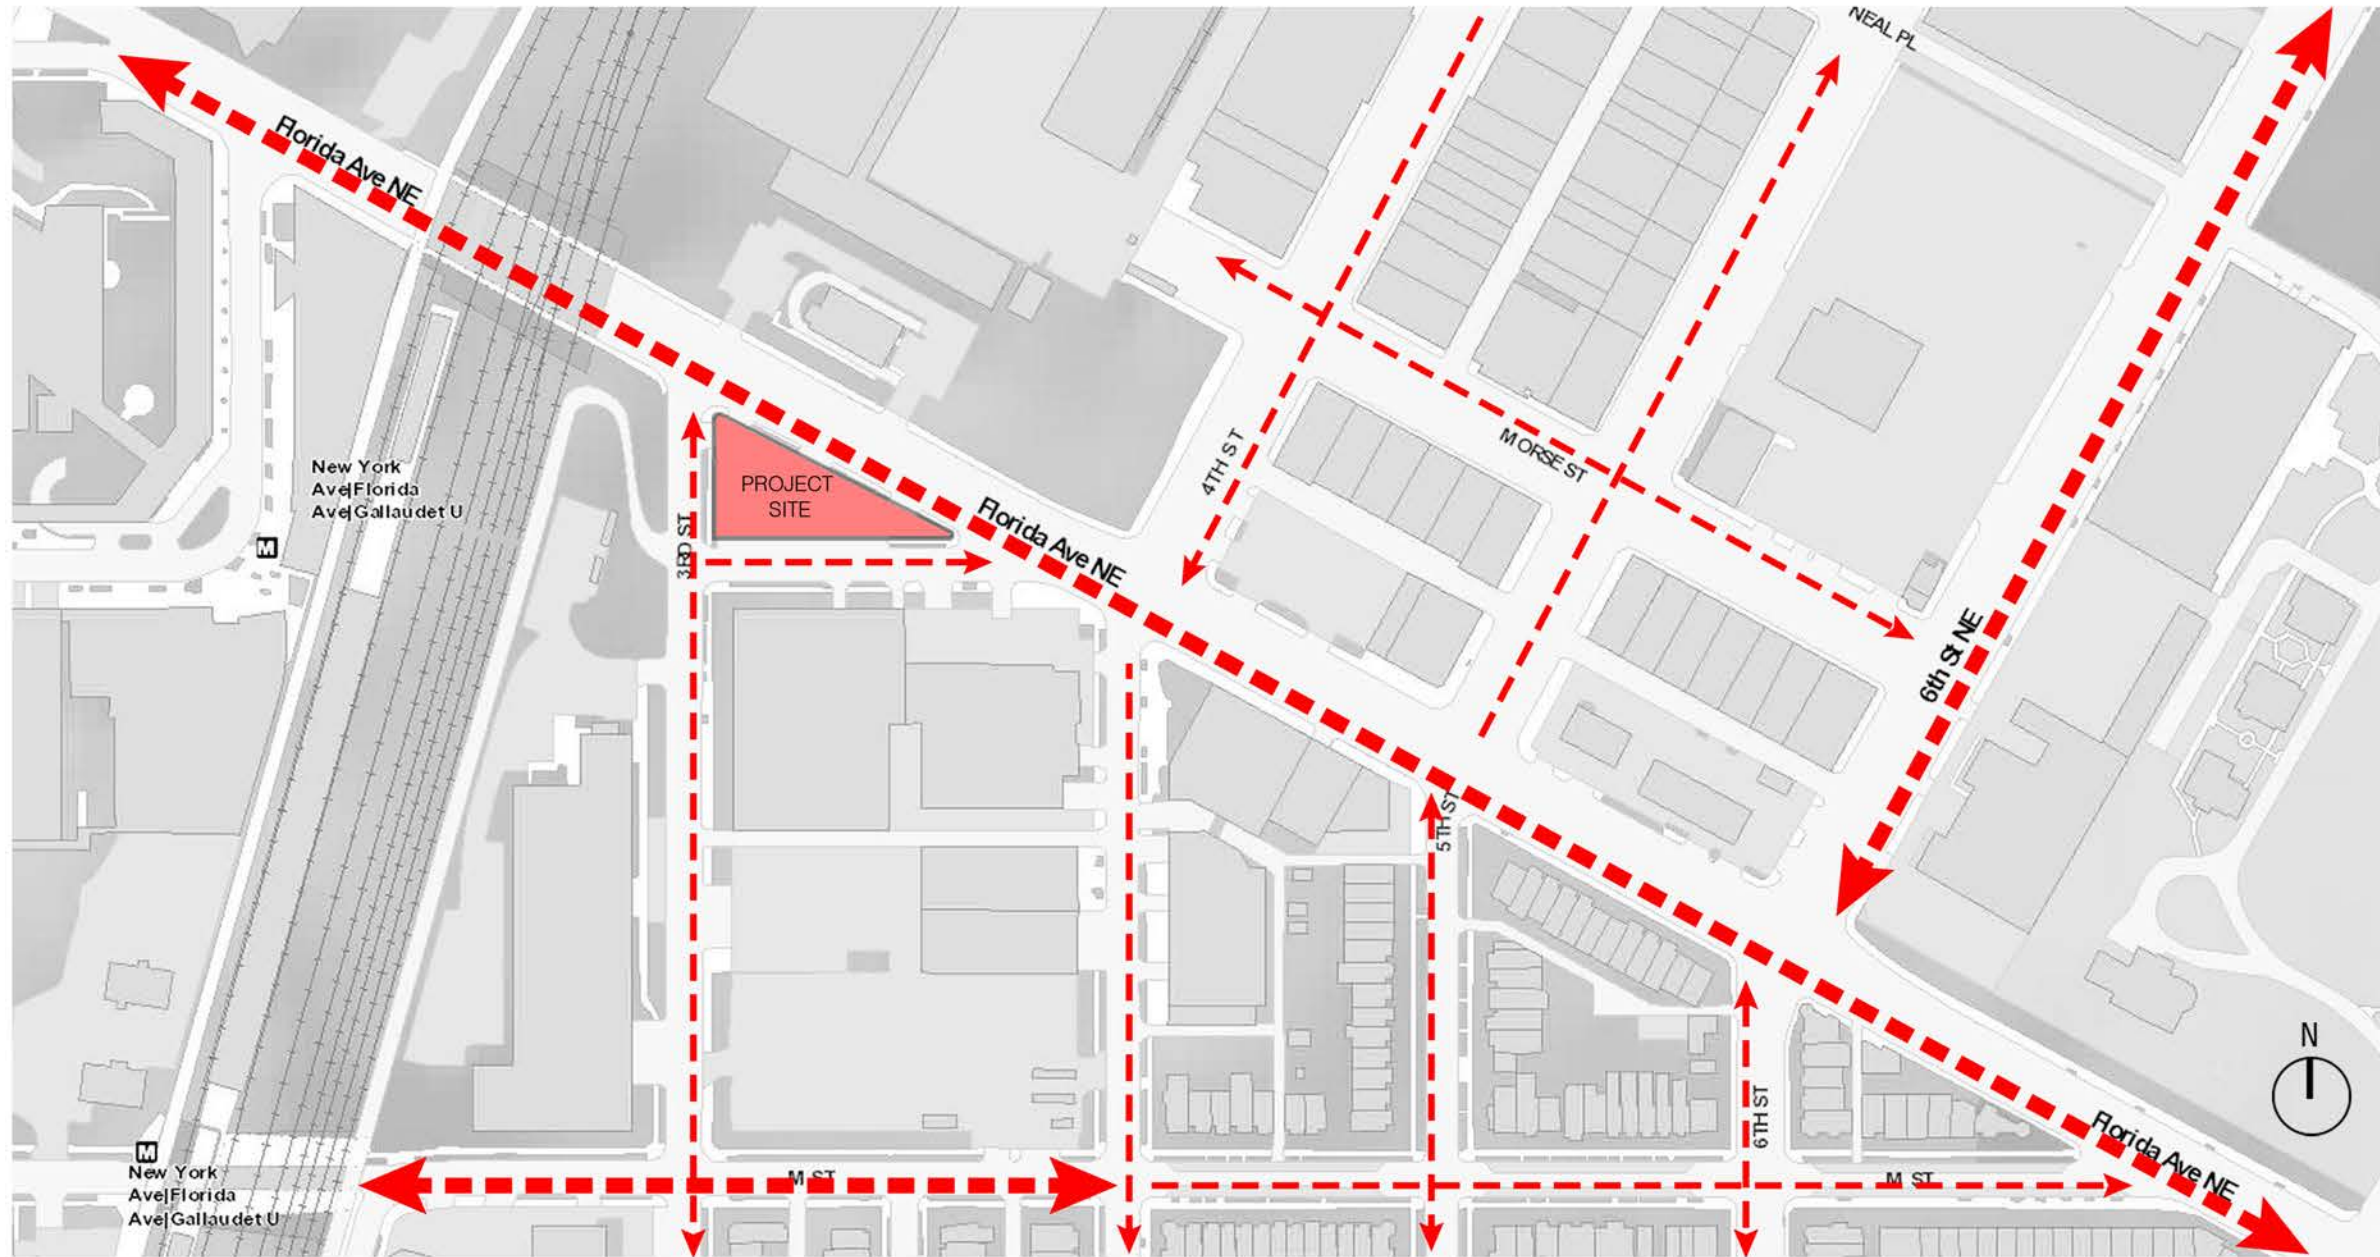 NEAL PL
Florida Ave NE
New York
Ave|Florida
Ave|Gallaudet U
M
PROJECT
SITE
3RD ST
4TH ST
MORSE ST
Florida Ave NE
6th St NE
5TH ST
N
6TH ST
Florida Ave NE
M
New York
Ave|Florida
Ave|Gallaudet U
M ST
M ST